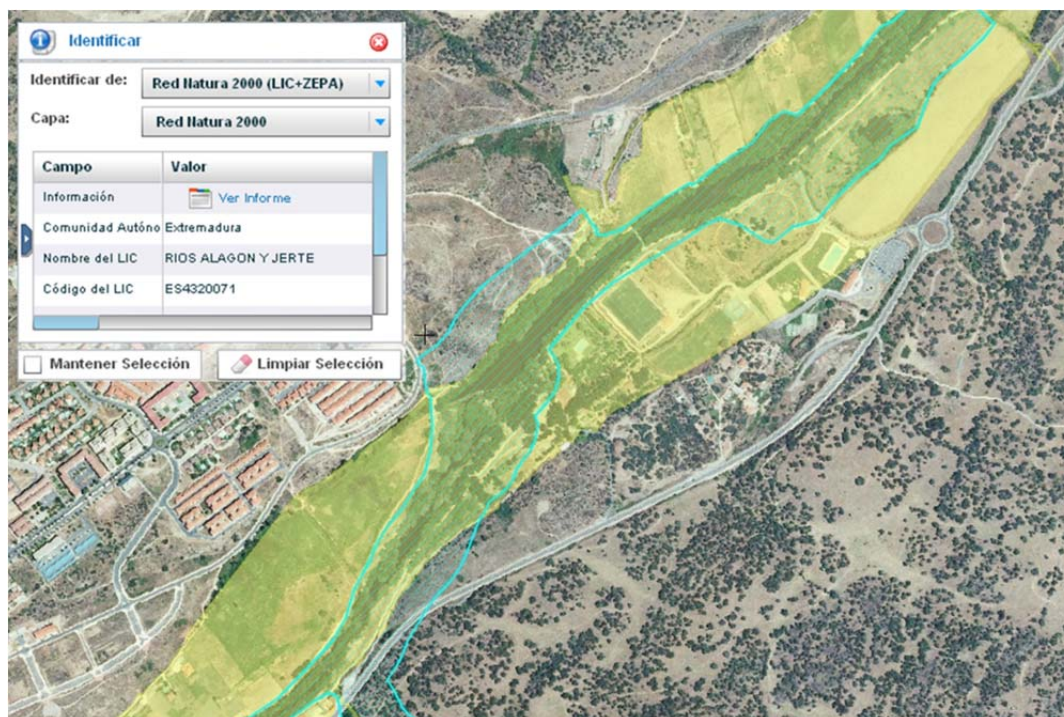 Identificar
Identificar de: Red Natura 2000 (LIC+ZEPA)
Capa: Red Natura 2000
Campo Valor
Información Ver Informe
Comunidad Autóno Extremadura
Nombre del LIC RIOS ALAGON Y JERTE
Código del LIC ES4320071
Mantener Selección Limpiar Selección